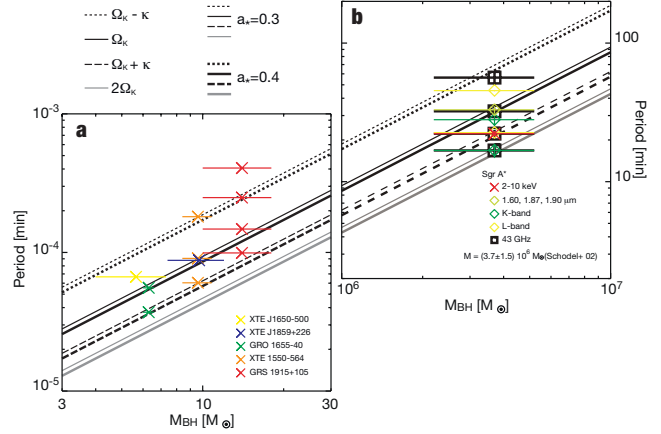 Ωκ - κ
Ωκ
Ωκ + κ
2Ωκ
a*=0.3
a*=0.4
a
10⁻³
10⁻⁴
10⁻⁵
Period [min]
3 10 30
MBH [M⊙]
XTE J1650-500
XTE J1859+226
GRO 1655-40
XTE 1550-564
GRS 1915+105
b
100
10
Period [min]
Sgr A*
2-10 keV
1.60, 1.87, 1.90 μm
K-band
L-band
43 GHz
M = (3.7±1.5) 10⁶ M⊙(Schodel+ 02)
10⁶ 10⁷
MBH [M⊙]